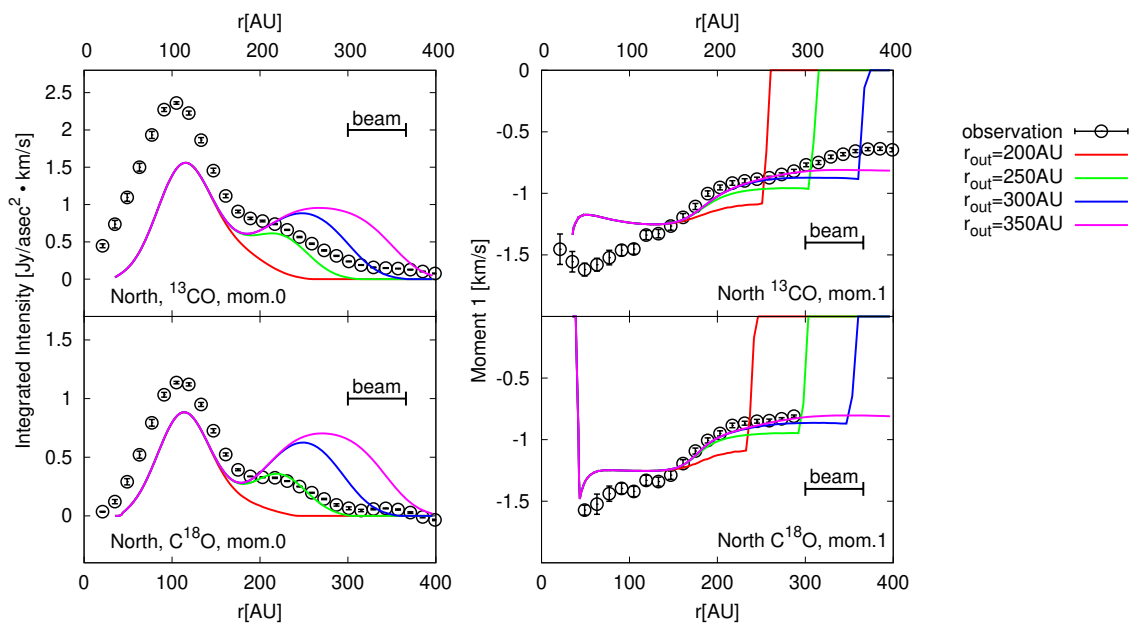 r[AU]
r[AU]
0 100 200 300 400
0 100 200 300 400
Integrated Intensity [Jy/asec² • km/s]
2.5
2
1.5
1
0.5
0
beam
North, ¹³CO, mom.0
1.5
1
0.5
0
beam
North, C¹⁸O, mom.0
0 100 200 300 400
r[AU]
Moment 1 [km/s]
0
-0.5
-1
-1.5
beam
North ¹³CO, mom.1
-0.5
-1
-1.5
beam
North C¹⁸O, mom.1
0 100 200 300 400
r[AU]
observation
r_out=200AU
r_out=250AU
r_out=300AU
r_out=350AU